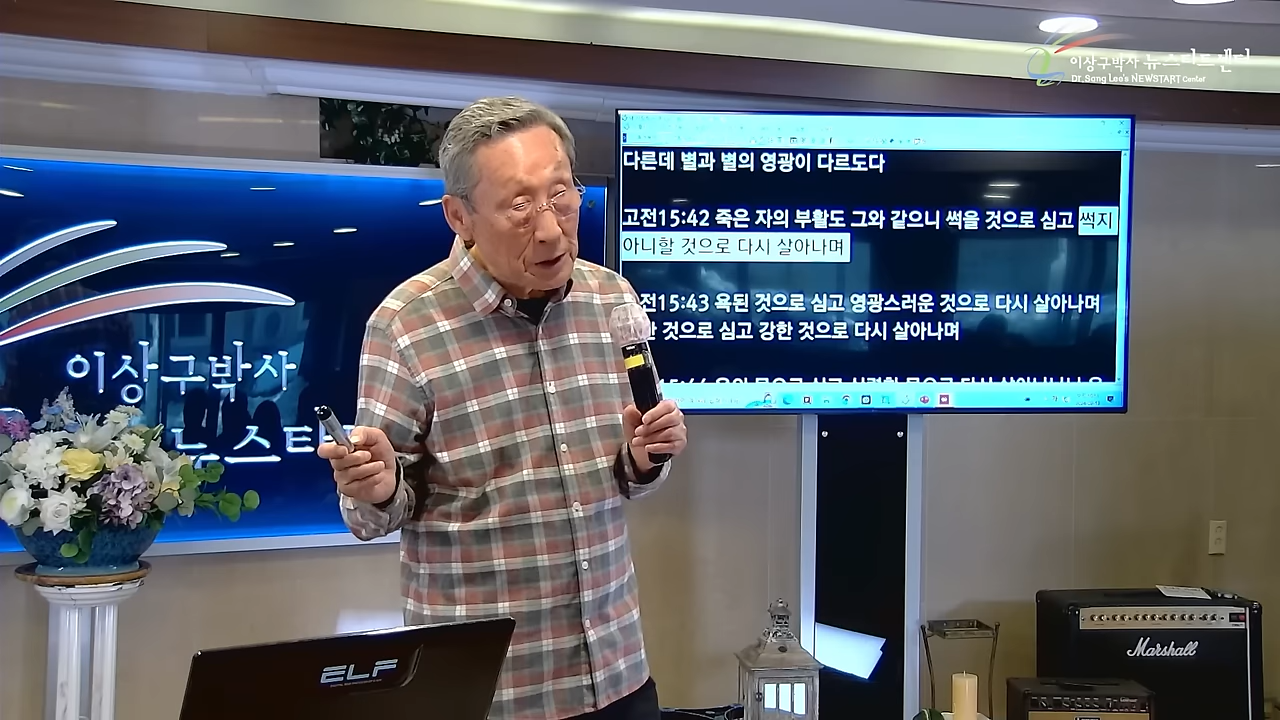 이상구박사 뉴스타트센터
Dr. Sang Lee's NEWSTART Center
다른데 별과 별의 영광이 다르도다
고전15:42 죽은 자의 부활도 그와 같으니 썩을 것으로 심고 썩지
아니할 것으로 다시 살아나며
전15:43 욕된 것으로 심고 영광스러운 것으로 다시 살아나며
한 것으로 심고 강한 것으로 다시 살아나며
이상구박사
뉴스타
ELF
Marshall